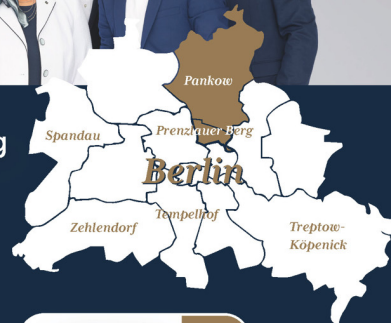 Pankow
Spandau
Prenzlauer Berg
g
Berlin
Tempelhof
Zehlendorf
Treptow-
Köpenick